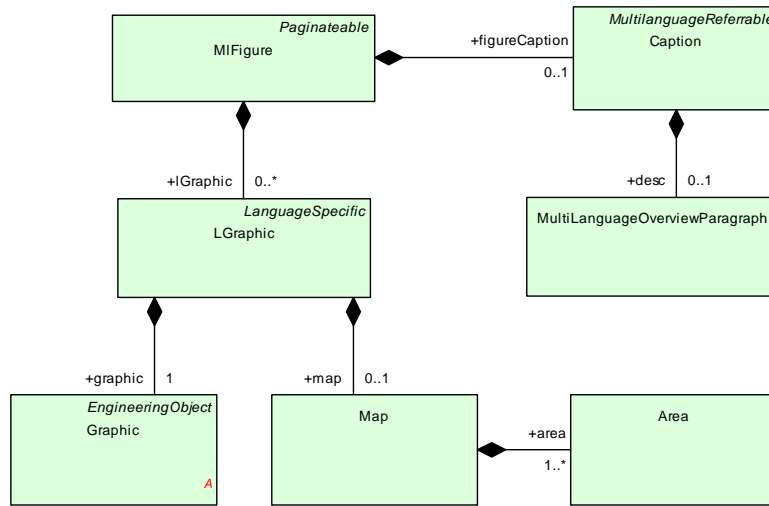 Paginateable
MlFigure
+figureCaption
0..1
MultilanguageReferrable
Caption
+lGraphic 0..*
+desc 0..1
LanguageSpecific
LGraphic
MultiLanguageOverviewParagraph
+graphic 1
+map 0..1
EngineeringObject
Graphic
A
Map
+area
1..*
Area